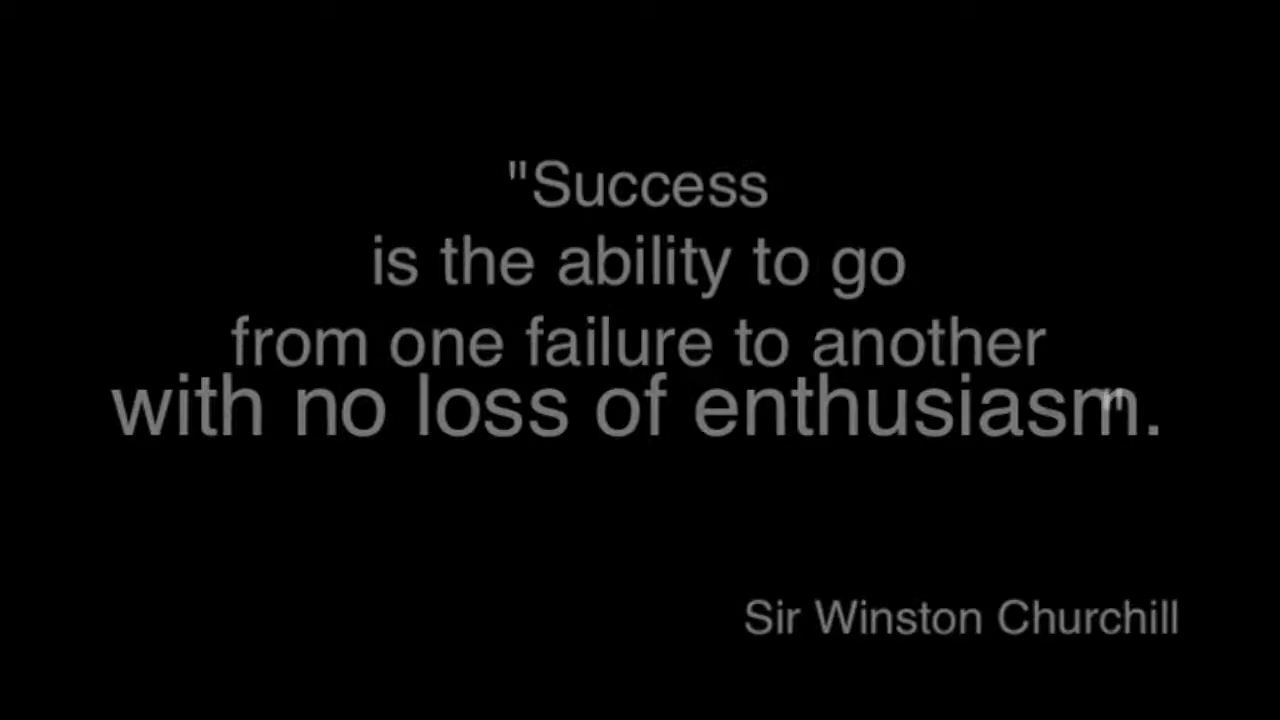 "Success
is the ability to go
from one failure to another
with no loss of enthusiasm."
Sir Winston Churchill